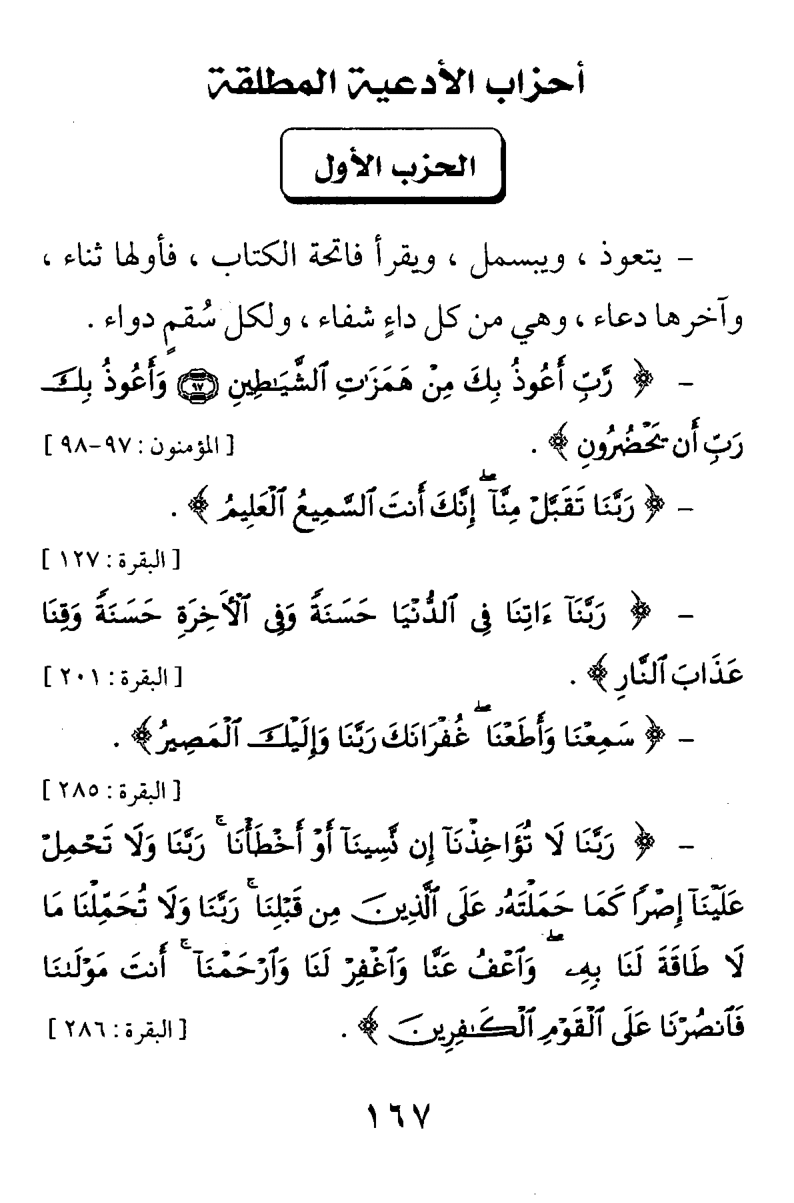 أحزاب الأدعية المطلقة
الحزب الأول
– يتعوذ ، ويبسمل ، ويقرأ فاتحة الكتاب ، فأولها ثناء ،
وآخرها دعاء ، وهي من كل داءٍ شفاء ، ولكل سُقمٍ دواء .
– ﴿ رَّبِّ أَعُوذُ بِكَ مِنْ هَمَزَٰتِ ٱلشَّيَـٰطِينِ ﴿٩٧﴾ وَأَعُوذُ بِكَ
رَبِّ أَن يَحْضُرُونِ ﴾ . [ المؤمنون : ٩٧–٩٨ ]
– ﴿ رَبَّنَا تَقَبَّلْ مِنَّآ ۖ إِنَّكَ أَنتَ ٱلسَّمِيعُ ٱلْعَلِيمُ ﴾ .
[ البقرة : ١٢٧ ]
– ﴿ رَبَّنَآ ءَاتِنَا فِى ٱلدُّنْيَا حَسَنَةً وَفِى ٱلْأَخِرَةِ حَسَنَةً وَقِنَا
عَذَابَ ٱلنَّارِ ﴾ . [ البقرة : ٢٠١ ]
– ﴿ سَمِعْنَا وَأَطَعْنَا ۖ غُفْرَانَكَ رَبَّنَا وَإِلَيْكَ ٱلْمَصِيرُ ﴾ .
[ البقرة : ٢٨٥ ]
– ﴿ رَبَّنَا لَا تُؤَاخِذْنَآ إِن نَّسِينَآ أَوْ أَخْطَأْنَا ۚ رَبَّنَا وَلَا تَحْمِلْ
عَلَيْنَآ إِصْرًا كَمَا حَمَلْتَهُۥ عَلَى ٱلَّذِينَ مِن قَبْلِنَا ۚ رَبَّنَا وَلَا تُحَمِّلْنَا مَا
لَا طَاقَةَ لَنَا بِهِۦ ۖ وَٱعْفُ عَنَّا وَٱغْفِرْ لَنَا وَٱرْحَمْنَآ ۚ أَنتَ مَوْلَىٰنَا
فَٱنصُرْنَا عَلَى ٱلْقَوْمِ ٱلْكَـٰفِرِينَ ﴾ . [ البقرة : ٢٨٦ ]
١٦٧